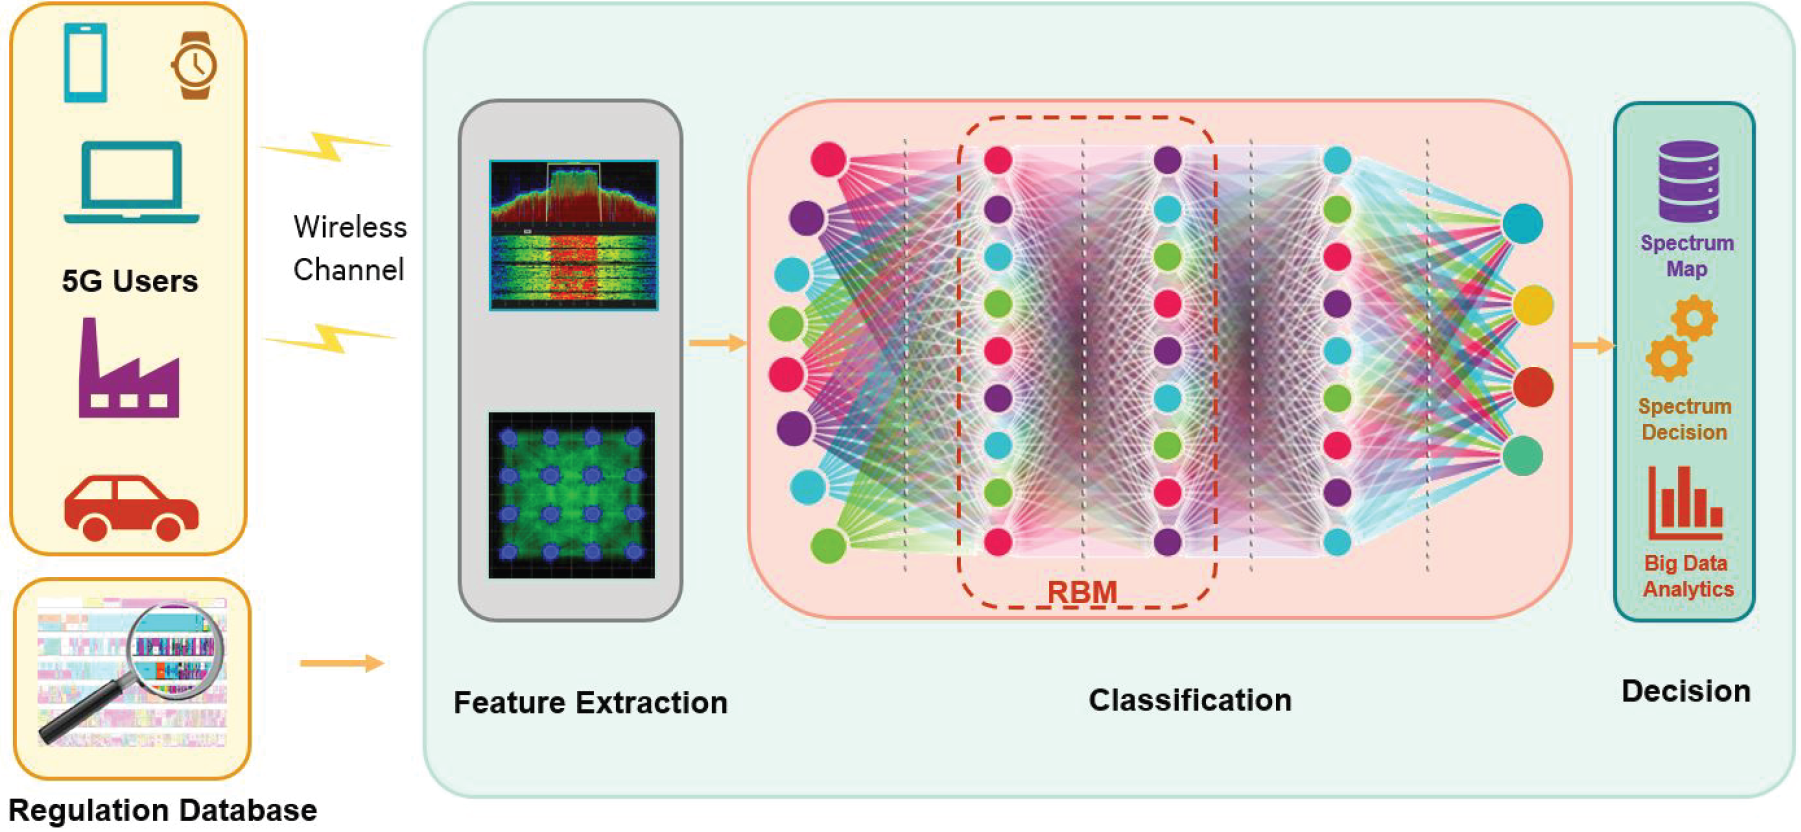 5G Users
Wireless
Channel
Regulation Database
Feature Extraction
RBM
Classification
Spectrum
Map
Spectrum
Decision
Big Data
Analytics
Decision